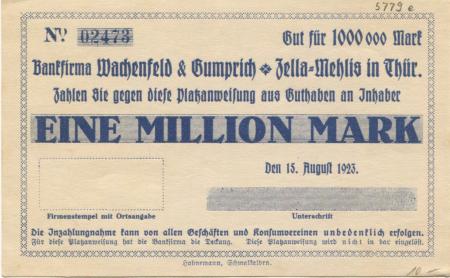 5779 e
Nº. 02473 Gut für 1000000 Mark
Bankfirma Wachenfeld & Gumprich Zella-Mehlis in Thür.
Zahlen Sie gegen diese Platzanweisung aus Guthaben an Inhaber
EINE MILLION MARK
Den 15. August 1923.
Firmenstempel mit Ortsangabe Unterschrift
Die Inzahlungnahme kann von allen Geschäften und Konsumvereinen unbedenklich erfolgen.
Für diese Platzanweisung hat die Bankfirma die Deckung. Diese Platzanweisung wird nicht in bar eingelöst.
Hahnemann, Schmalkalden.
10.—